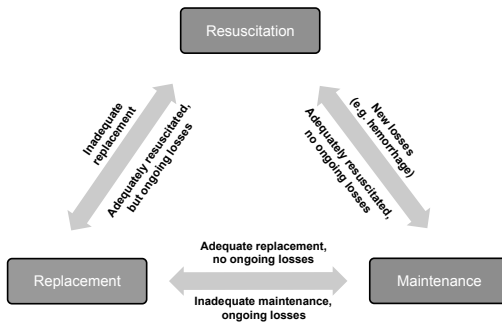 Resuscitation
Inadequate
replacement
Adequately resuscitated,
but ongoing losses
New losses
(e.g. hemorrhage)
Adequately resuscitated,
no ongoing losses
Replacement
Adequate replacement,
no ongoing losses
Inadequate maintenance,
ongoing losses
Maintenance